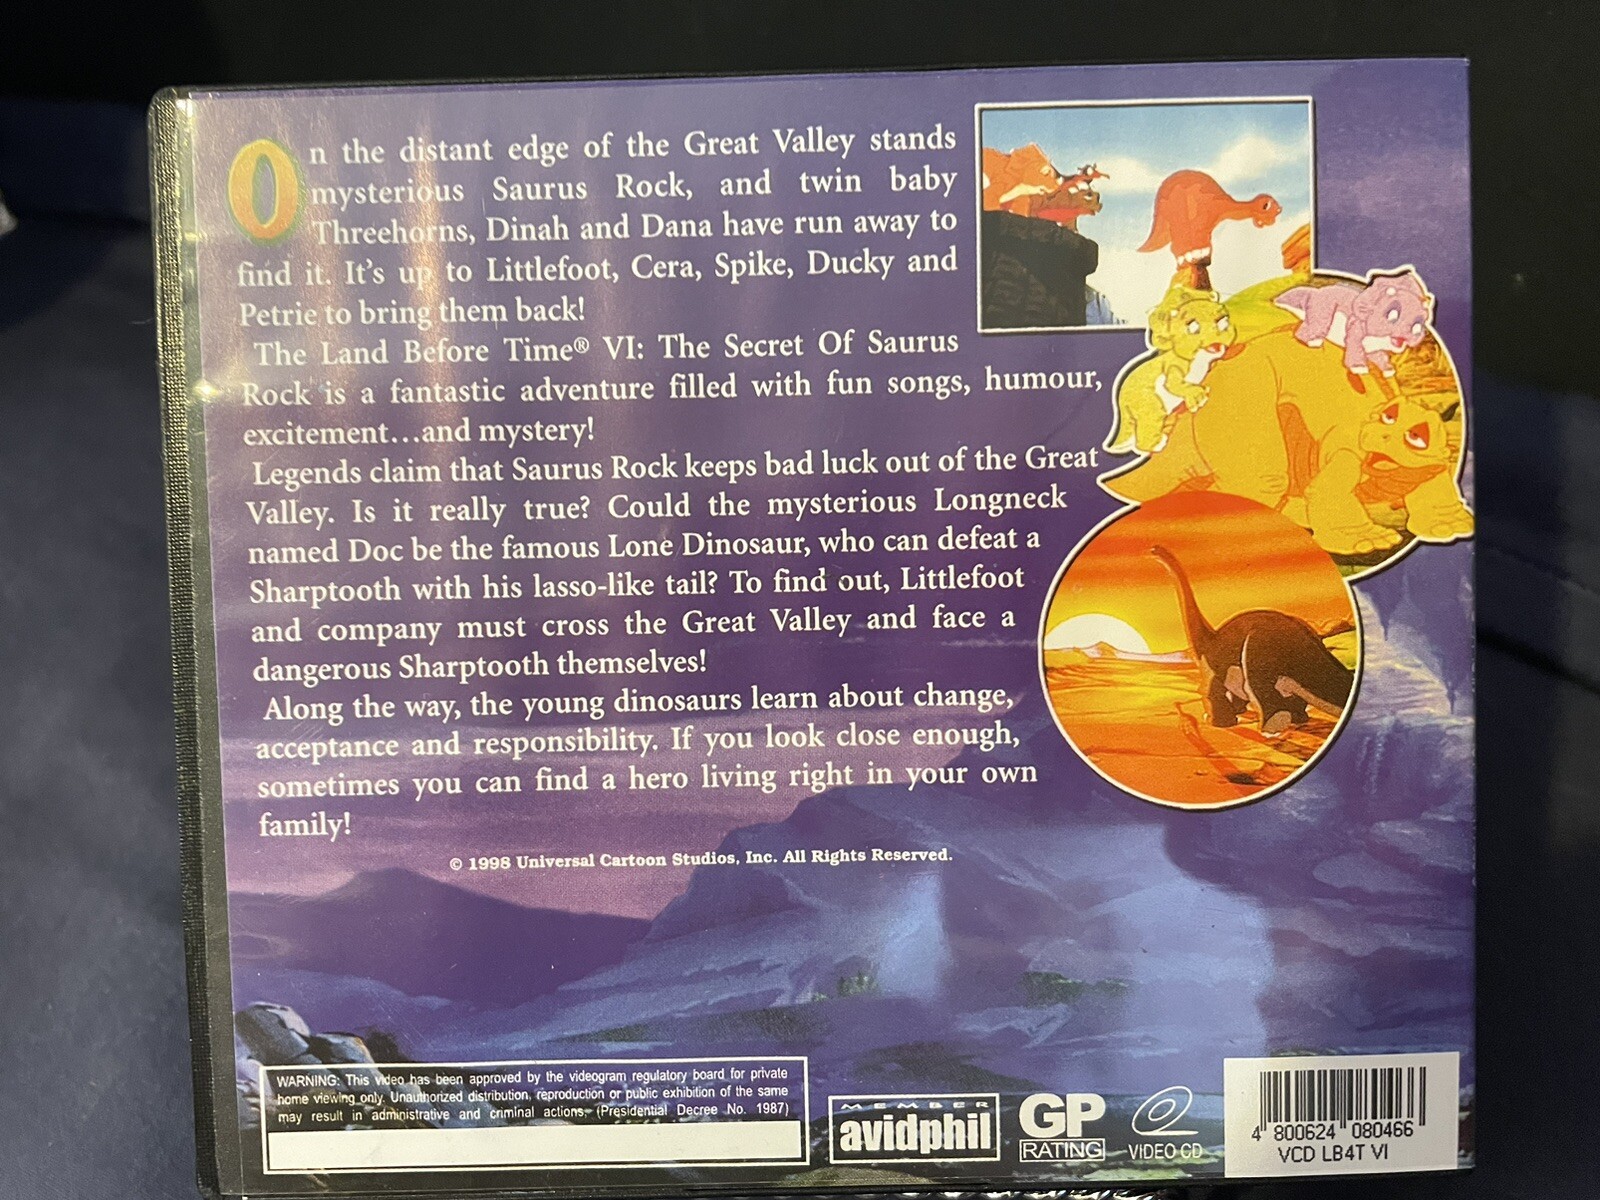 On the distant edge of the Great Valley stands
mysterious Saurus Rock, and twin baby
Threehorns, Dinah and Dana have run away to
find it. It's up to Littlefoot, Cera, Spike, Ducky and
Petrie to bring them back!
The Land Before Time® VI: The Secret Of Saurus
Rock is a fantastic adventure filled with fun songs, humour,
excitement...and mystery!
Legends claim that Saurus Rock keeps bad luck out of the Great
Valley. Is it really true? Could the mysterious Longneck
named Doc be the famous Lone Dinosaur, who can defeat a
Sharptooth with his lasso-like tail? To find out, Littlefoot
and company must cross the Great Valley and face a
dangerous Sharptooth themselves!
Along the way, the young dinosaurs learn about change,
acceptance and responsibility. If you look close enough,
sometimes you can find a hero living right in your own
family!
© 1998 Universal Cartoon Studios, Inc. All Rights Reserved.
WARNING: This video has been approved by the videogram regulatory board for private
home viewing only. Unauthorized distribution, reproduction or public exhibition of the same
may result in administrative and criminal actions. (Presidential Decree No. 1987)
MEMBER
avidphil
GP
RATING
VIDEO CD
4 800624 080466
VCD LB4T VI